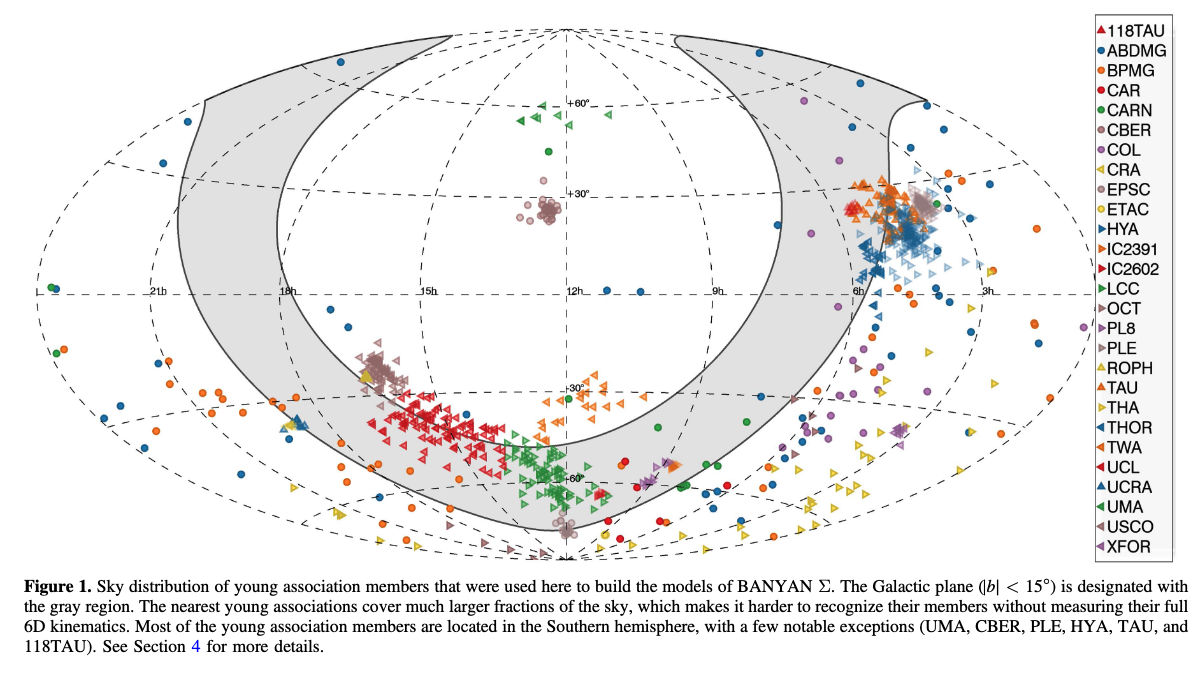 118TAU
ABDMG
BPMG
CAR
CARN
CBER
COL
CRA
EPSC
ETAC
HYA
IC2391
IC2602
LCC
OCT
PL8
PLE
ROPH
TAU
THA
THOR
TWA
UCL
UCRA
UMA
USCO
XFOR
+60°
+30°
21h 18h 15h 12h 9h 6h 3h
-30°
-60°
Figure 1. Sky distribution of young association members that were used here to build the models of BANYAN Σ. The Galactic plane (|b| < 15°) is designated with
the gray region. The nearest young associations cover much larger fractions of the sky, which makes it harder to recognize their members without measuring their full
6D kinematics. Most of the young association members are located in the Southern hemisphere, with a few notable exceptions (UMA, CBER, PLE, HYA, TAU, and
118TAU). See Section 4 for more details.